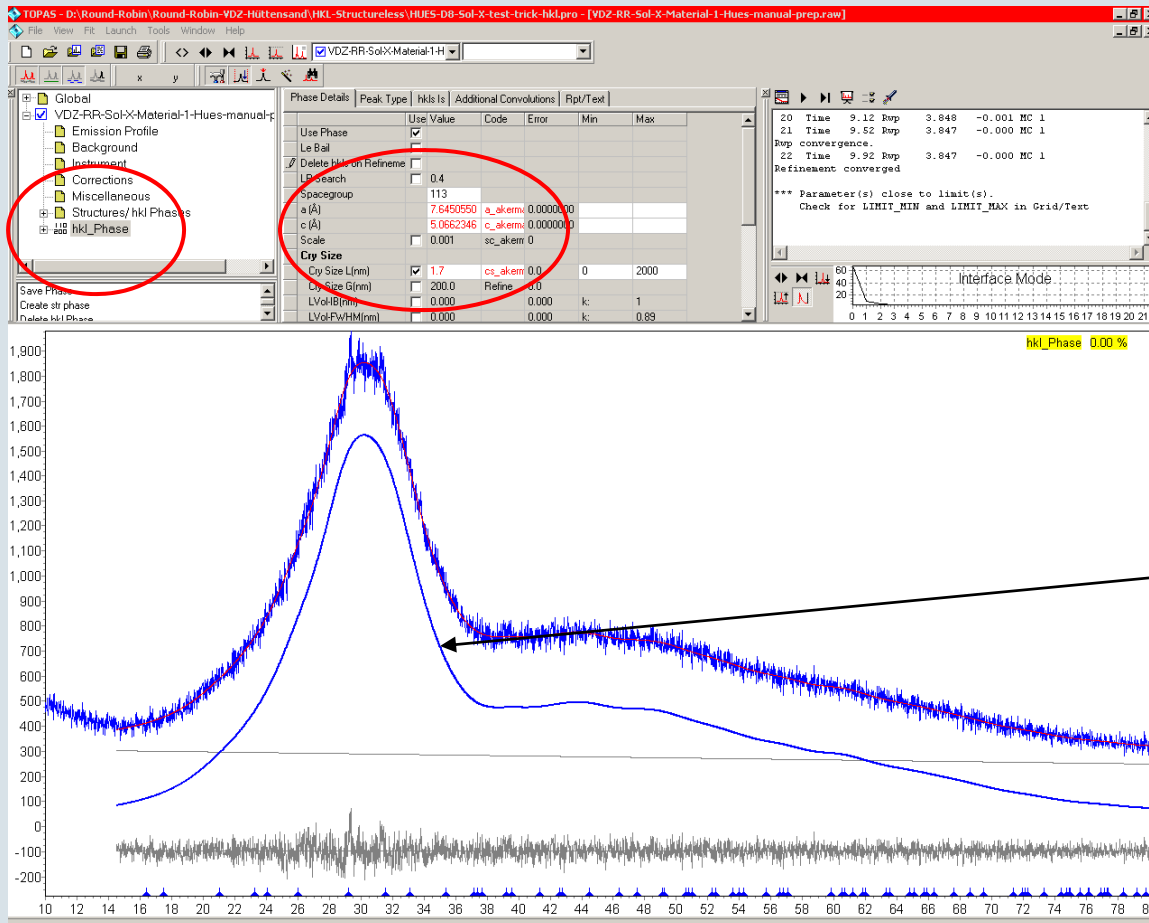 TOPAS - D:\Round-Robin\Round-Robin-VDZ-Hüttensand\HKL-Structureless\HUES-D8-Sol-X-test-trick-hkl.pro - [VDZ-RR-Sol-X-Material-1-Hues-manual-prep.raw]
File View Fit Launch Tools Window Help
VDZ-RR-Sol-X-Material-1-H
x y
Global
VDZ-RR-Sol-X-Material-1-Hues-manual-p
Emission Profile
Background
Instrument
Corrections
Miscellaneous
Structures/hkl Phases
hkl_Phase
Save Phase
Create str phase
Delete hkl Phase
Phase Details Peak Type hkls Is Additional Convolutions Rpt/Text
Use Value Code Error Min Max
Use Phase
Le Bail
Delete hkls on Refineme
LP Search 0.4
Spacegroup 113
a (Å) 7.6450550 a_akerma 0.0000000
c (Å) 5.0662346 c_akerma 0.0000000
Scale 0.001 sc_akerm 0
Cry Size
Cry Size L(nm) 1.7 cs_akerm 0.0 0 2000
Cry Size G(nm) 200.0 Refine 0.0
LVol-IB(nm) 0.000 0.000 k: 1
LVol-FWHM(nm) 0.000 0.000 k: 0.89
20 Time 9.12 Rwp 3.848 -0.001 MC 1
21 Time 9.52 Rwp 3.847 -0.000 MC 1
Rwp convergence.
22 Time 9.92 Rwp 3.847 -0.000 MC 1
Refinement converged
*** Parameter(s) close to limit(s).
Check for LIMIT_MIN and LIMIT_MAX in Grid/Text
60
40
20
Interface Mode
0 1 2 3 4 5 6 7 8 9 10 11 12 13 14 15 16 17 18 19 20 21
hkl_Phase 0.00 %
1,900
1,800
1,700
1,600
1,500
1,400
1,300
1,200
1,100
1,000
900
800
700
600
500
400
300
200
100
0
-100
-200
10 12 14 16 18 20 22 24 26 28 30 32 34 36 38 40 42 44 46 48 50 52 54 56 58 60 62 64 66 68 70 72 74 76 78 8